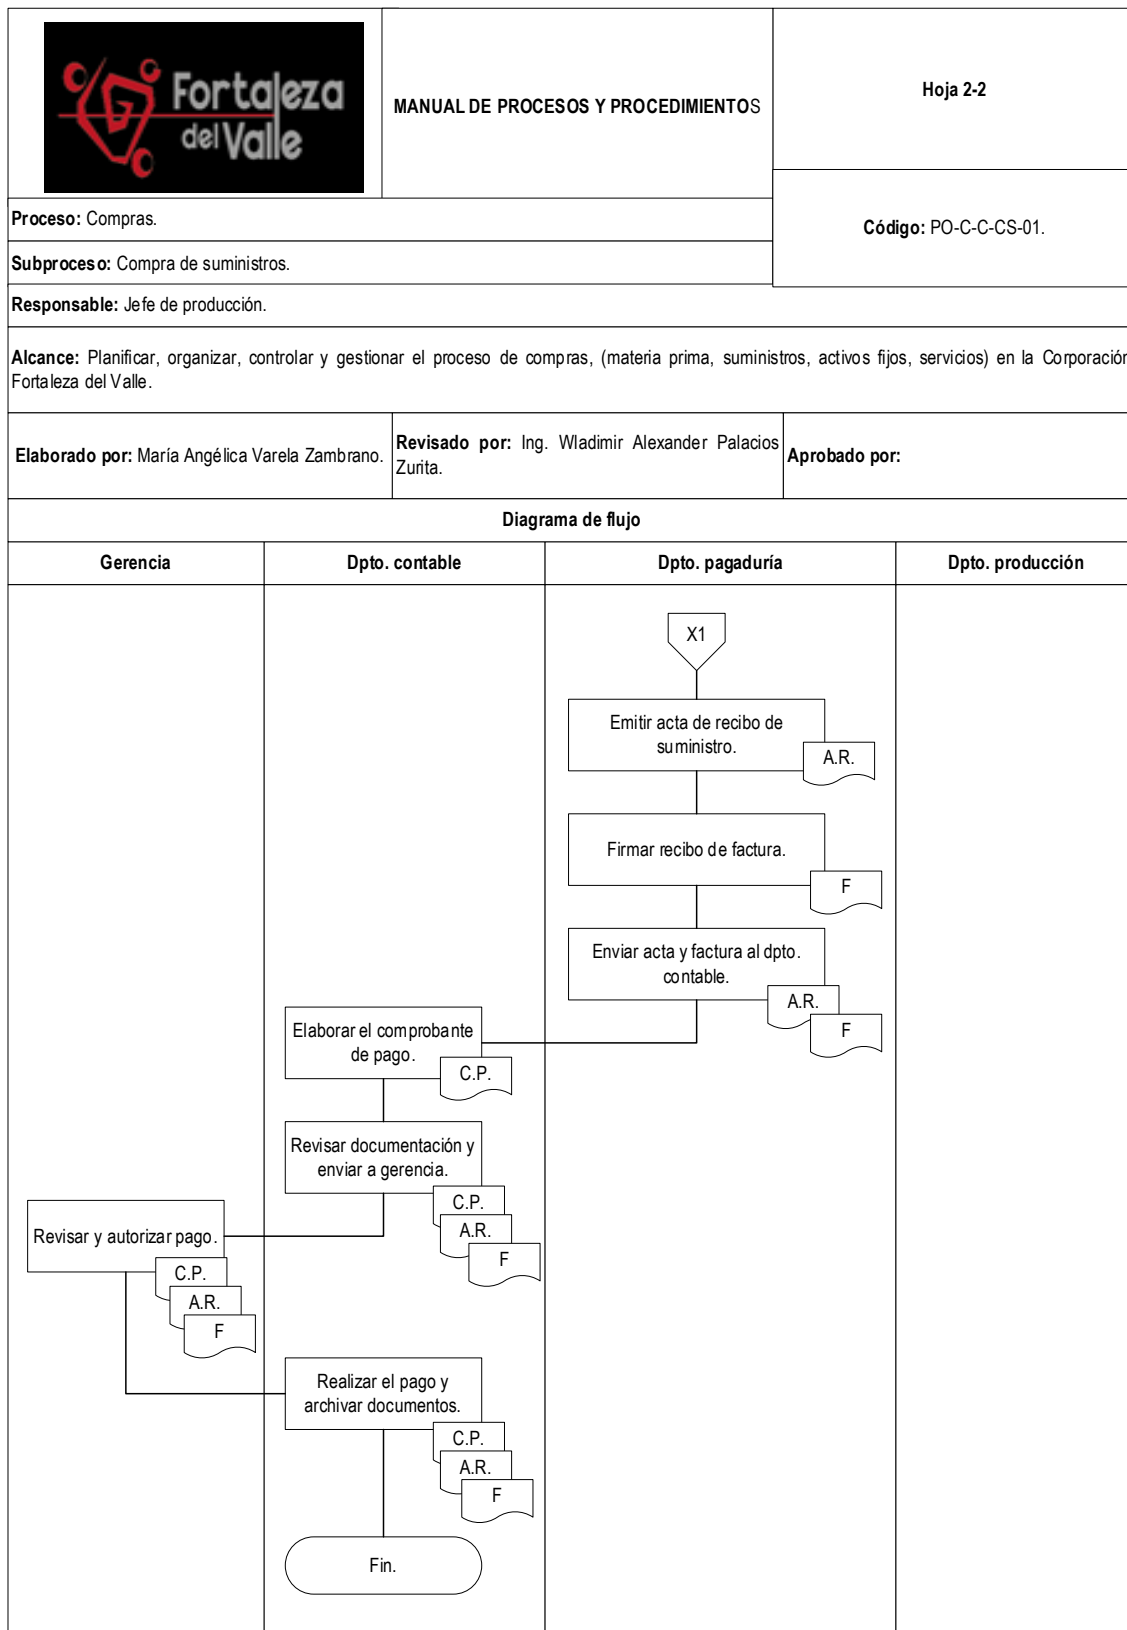 Fortaleza
del Valle
MANUAL DE PROCESOS Y PROCEDIMIENTOS
Hoja 2-2
Proceso: Compras.
Código: PO-C-C-CS-01.
Subproceso: Compra de suministros.
Responsable: Jefe de producción.
Alcance: Planificar, organizar, controlar y gestionar el proceso de compras, (materia prima, suministros, activos fijos, servicios) en la Corporación
Fortaleza del Valle.
Elaborado por: María Angélica Varela Zambrano.
Revisado por: Ing. Wladimir Alexander Palacios
Zurita.
Aprobado por:
Diagrama de flujo
Gerencia
Dpto. contable
Dpto. pagaduría
Dpto. producción
X1
Emitir acta de recibo de
suministro.
A.R.
Firmar recibo de factura.
F
Enviar acta y factura al dpto.
contable.
A.R.
F
Elaborar el comprobante
de pago.
C.P.
Revisar documentación y
enviar a gerencia.
C.P.
A.R.
F
Revisar y autorizar pago.
C.P.
A.R.
F
Realizar el pago y
archivar documentos.
C.P.
A.R.
F
Fin.